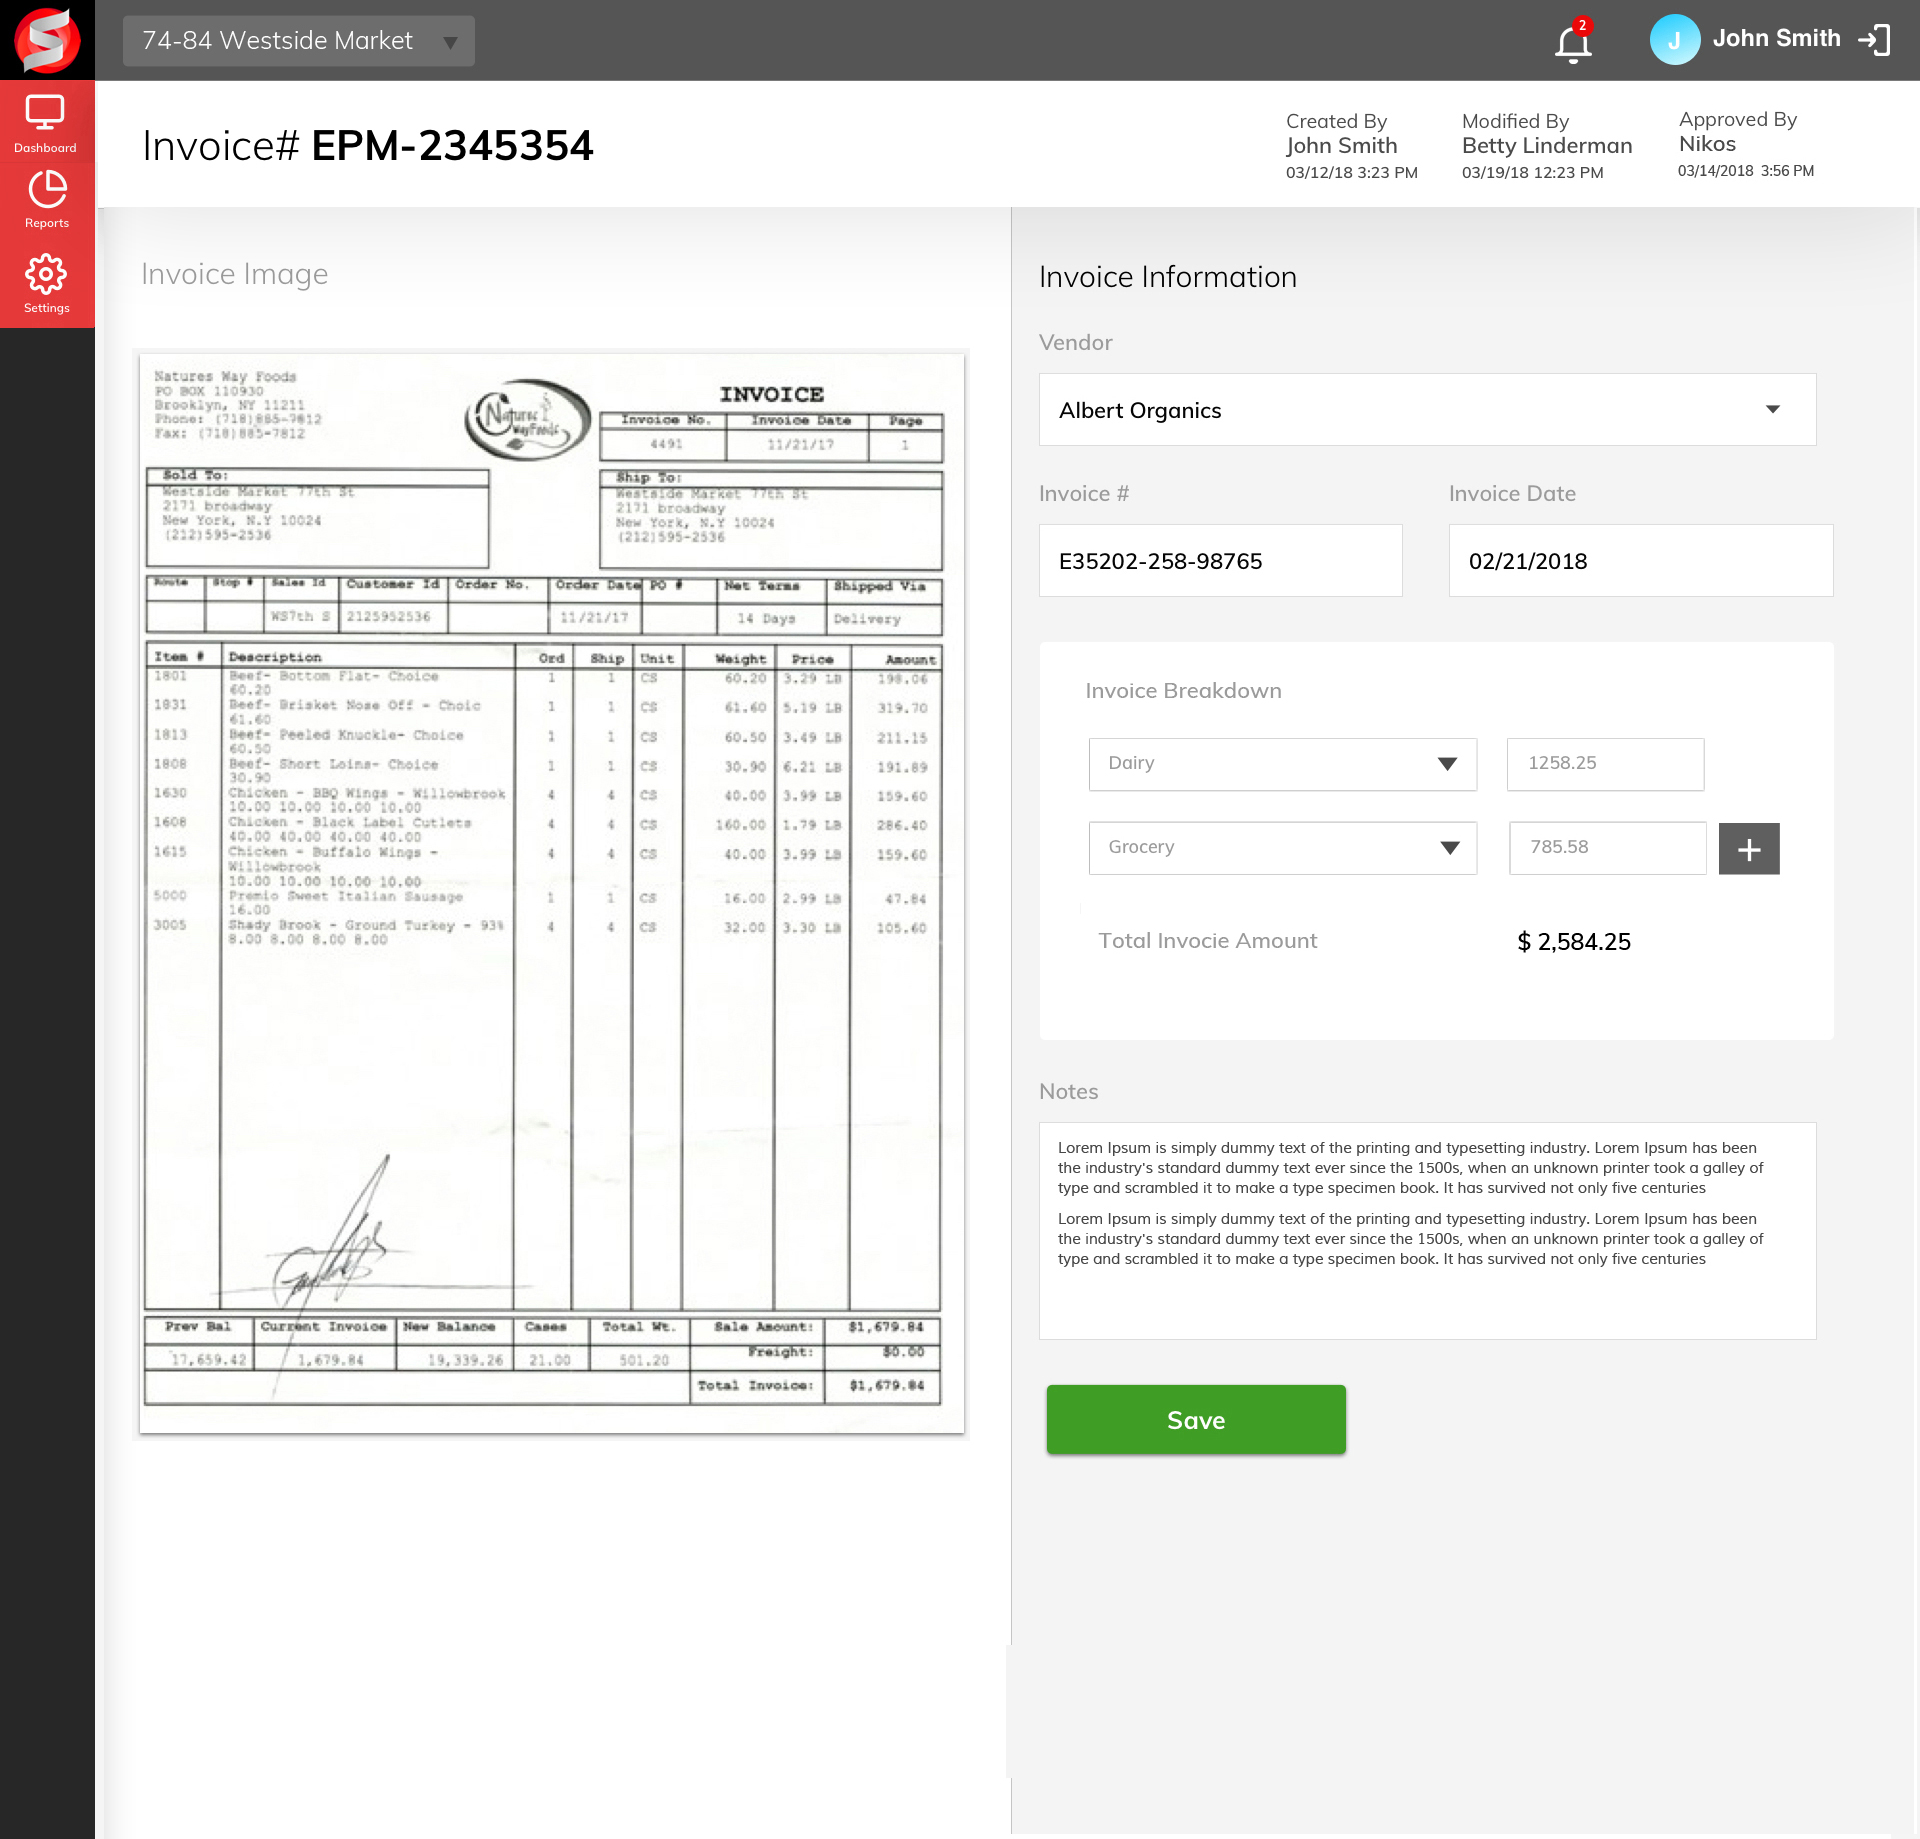 74-84 Westside Market
2
J
John Smith
Dashboard
Reports
Settings
Invoice# EPM-2345354
Created By
John Smith
03/12/18 3:23 PM
Modified By
Betty Linderman
03/19/18 12:23 PM
Approved By
Nikos
03/14/2018 3:56 PM
Invoice Image
Natures Way Foods
PO BOX 110930
Brooklyn, NY 11211
Phone: (718)885-7812
Fax: (718)885-7812
Natures
WayFoods
INVOICE
Invoice No. Invoice Date Page
4491 11/21/17 1
Sold To:
Westside Market 77th St
2171 broadway
New York, N.Y 10024
(212)595-2536
Ship To:
Westside Market 77th St
2171 broadway
New York, N.Y 10024
(212)595-2536
Route Stop # Sales Id Customer Id Order No. Order Date PO # Net Terms Shipped Via
WS7th S 2125952536 11/21/17 14 Days Delivery
Item # Description Ord Ship Unit Weight Price Amount
1801 Beef- Bottom Flat- Choice 1 1 CS 60.20 3.29 LB 198.06
60.20
1831 Beef- Brisket Nose Off - Choic 1 1 CS 61.60 5.19 LB 319.70
61.60
1813 Beef- Peeled Knuckle- Choice 1 1 CS 60.50 3.49 LB 211.15
60.50
1808 Beef- Short Loins- Choice 1 1 CS 30.90 6.21 LB 191.89
30.90
1630 Chicken - BBQ Wings - Willowbrook 4 4 CS 40.00 3.99 LB 159.60
10.00 10.00 10.00 10.00
1608 Chicken - Black Label Cutlets 4 4 CS 160.00 1.79 LB 286.40
40.00 40.00 40.00 40.00
1615 Chicken - Buffalo Wings - 4 4 CS 40.00 3.99 LB 159.60
Willowbrook
10.00 10.00 10.00 10.00
5000 Premio Sweet Italian Sausage 1 1 CS 16.00 2.99 LB 47.84
16.00
3005 Shady Brook - Ground Turkey - 93% 4 4 CS 32.00 3.30 LB 105.60
8.00 8.00 8.00 8.00
Prev Bal Current Invoice New Balance Cases Total Wt. Sale Amount: $1,679.84
17,659.42 1,679.84 19,339.26 21.00 501.20 Freight: $0.00
Total Invoice: $1,679.84
Invoice Information
Vendor
Albert Organics
Invoice # Invoice Date
E35202-258-98765 02/21/2018
Invoice Breakdown
Dairy 1258.25
Grocery 785.58
Total Invocie Amount $ 2,584.25
Notes
Lorem Ipsum is simply dummy text of the printing and typesetting industry. Lorem Ipsum has been
the industry's standard dummy text ever since the 1500s, when an unknown printer took a galley of
type and scrambled it to make a type specimen book. It has survived not only five centuries
Lorem Ipsum is simply dummy text of the printing and typesetting industry. Lorem Ipsum has been
the industry's standard dummy text ever since the 1500s, when an unknown printer took a galley of
type and scrambled it to make a type specimen book. It has survived not only five centuries
Save